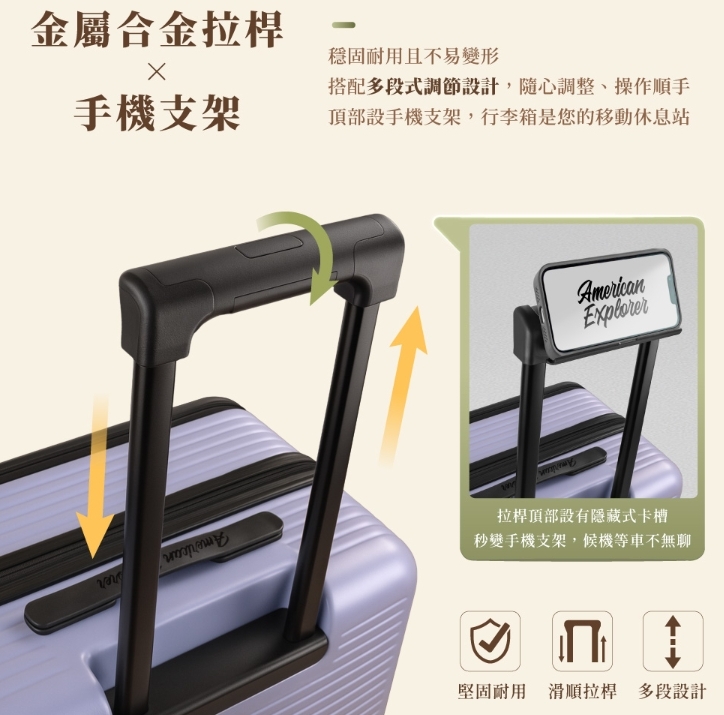 金屬合金拉桿
×
手機支架
穩固耐用且不易變形
搭配多段式調節設計，隨心調整、操作順手
頂部設手機支架，行李箱是您的移動休息站
American
Explorer
American Explorer
拉桿頂部設有隱藏式卡槽
秒變手機支架，候機等車不無聊
堅固耐用
滑順拉桿
多段設計